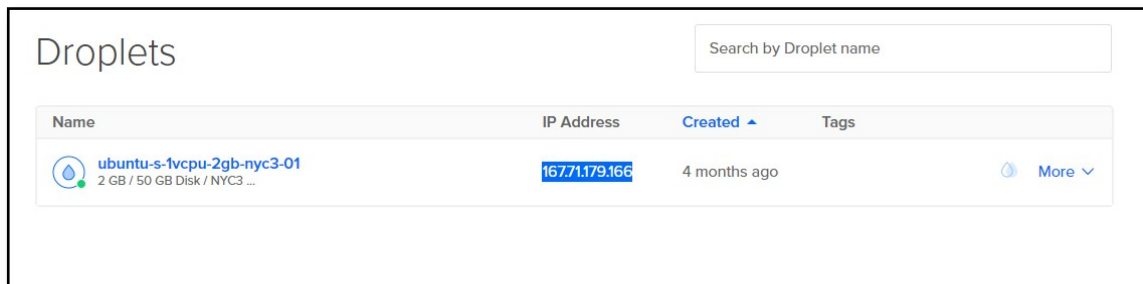 Droplets
Search by Droplet name
Name IP Address Created Tags
ubuntu-s-1vcpu-2gb-nyc3-01 167.71.179.166 4 months ago More
2 GB / 50 GB Disk / NYC3 ...